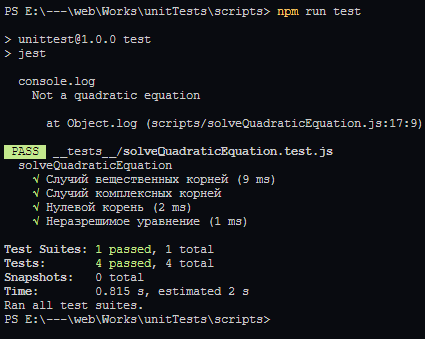 PS E:\---\web\Works\unitTests\scripts> npm run test
> unittest@1.0.0 test
> jest
console.log
Not a quadratic equation
at Object.log (scripts/solveQuadraticEquation.js:17:9)
PASS __tests__/solveQuadraticEquation.test.js
solveQuadraticEquation
√ Случий вещественных корней (9 ms)
√ Случий комплексных корней
√ Нулевой корень (2 ms)
√ Неразрешимое уравнение (1 ms)
Test Suites: 1 passed, 1 total
Tests: 4 passed, 4 total
Snapshots: 0 total
Time: 0.815 s, estimated 2 s
Ran all test suites.
PS E:\---\web\Works\unitTests\scripts>